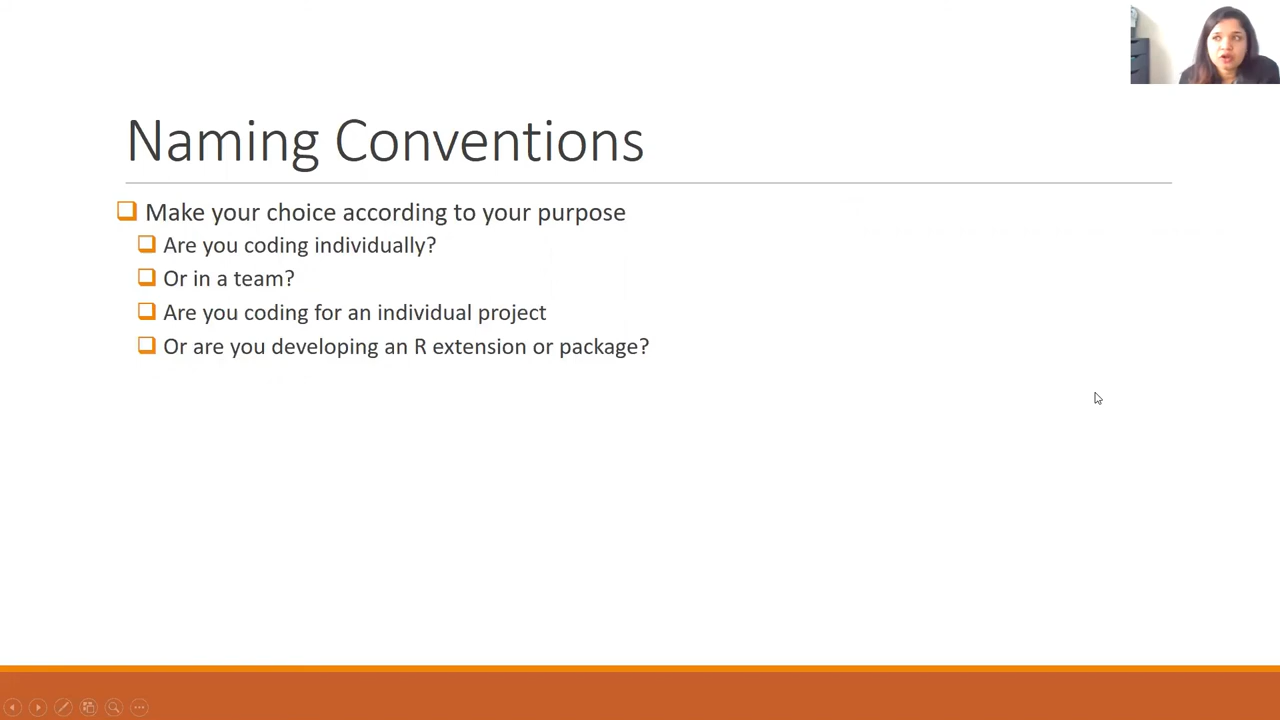 Naming Conventions
Make your choice according to your purpose
Are you coding individually?
Or in a team?
Are you coding for an individual project
Or are you developing an R extension or package?